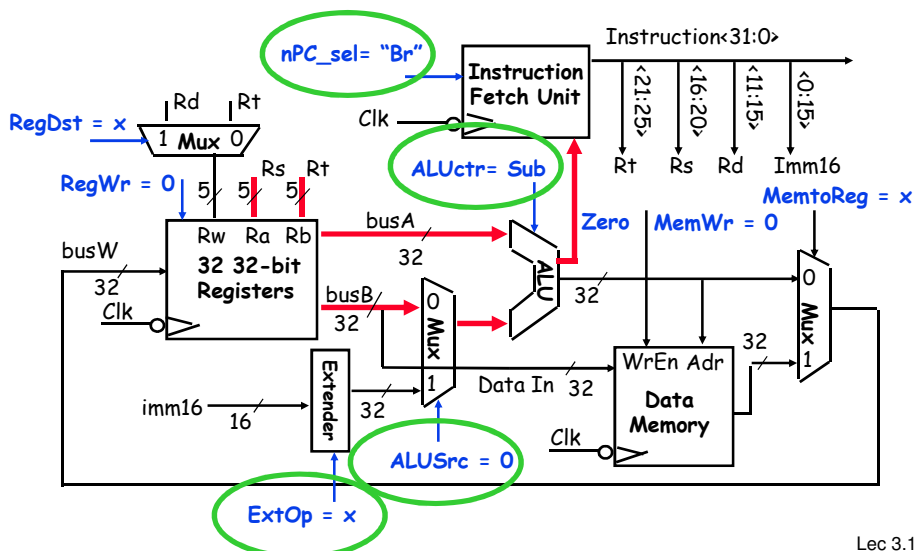 Instruction<31:0>
nPC_sel= “Br”
Instruction
Fetch Unit
<21:25>
<16:20>
<11:15>
<0:15>
Rd
Rt
Clk
RegDst = x
1 Mux 0
ALUctr= Sub
Rt
Rs
Rd
Imm16
RegWr = 0
5
5
Rs
5
Rt
MemtoReg = x
busA
Zero
MemWr = 0
Rw
Ra
Rb
busW
32
32
32 32-bit
Registers
ALU
0
32
busB
0
32
Mux
Mux
Clk
32
WrEn Adr
1
1
Data In
32
imm16
16
Extender
32
Data
Memory
Clk
ALUSrc = 0
ExtOp = x
Lec 3.1